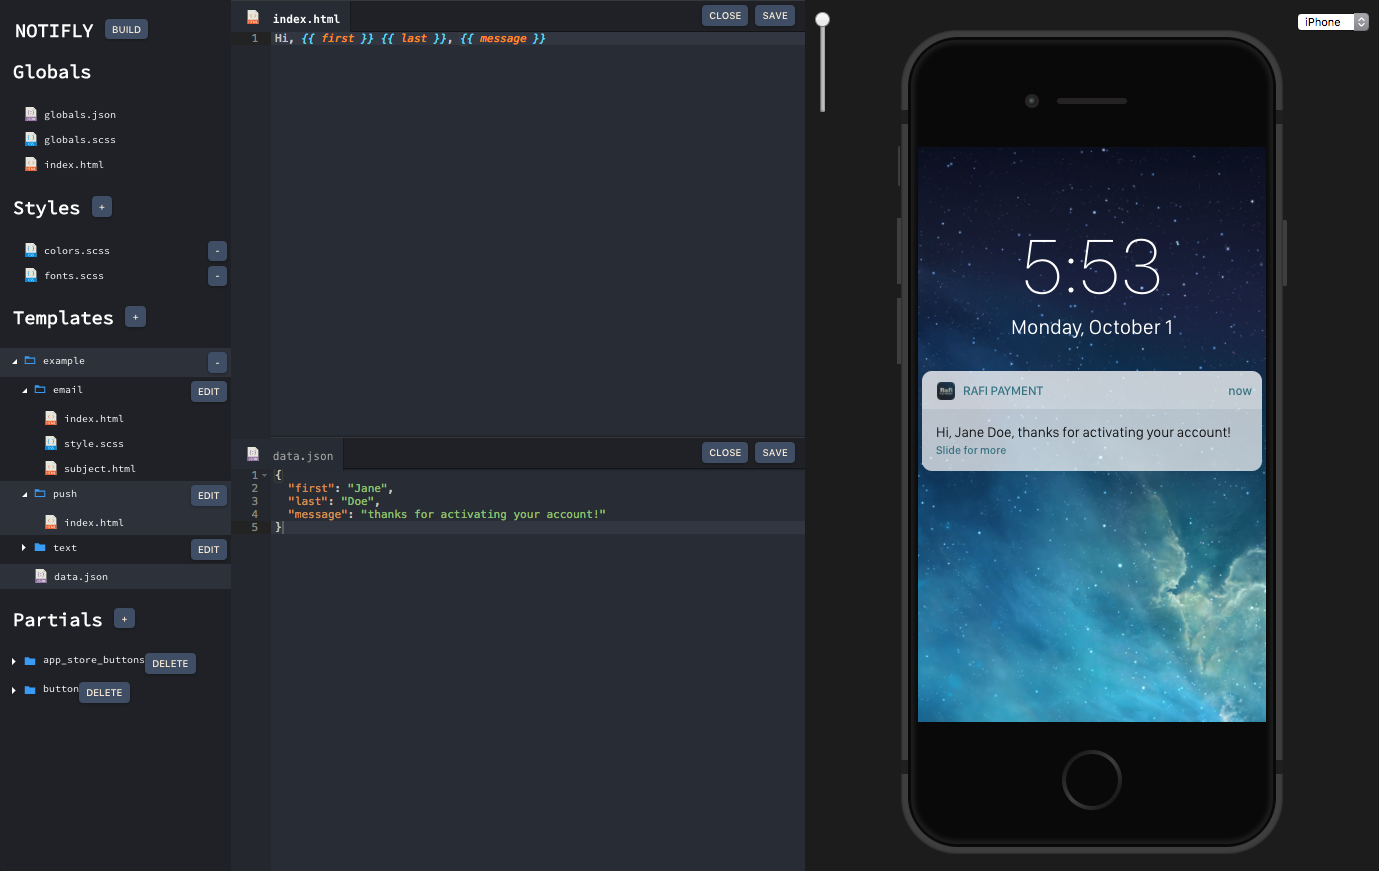 NOTIFLY BUILD
Globals
globals.json
globals.scss
index.html
Styles +
colors.scss -
fonts.scss -
Templates +
example -
email EDIT
index.html
style.scss
subject.html
push EDIT
index.html
text EDIT
data.json
Partials +
app_store_buttons DELETE
button DELETE
index.html CLOSE SAVE
1 Hi, {{ first }} {{ last }}, {{ message }}
data.json CLOSE SAVE
1 {
2 "first": "Jane",
3 "last": "Doe",
4 "message": "thanks for activating your account!"
5 }
iPhone
5:53
Monday, October 1
Rafi RAFI PAYMENT now
Hi, Jane Doe, thanks for activating your account!
Slide for more